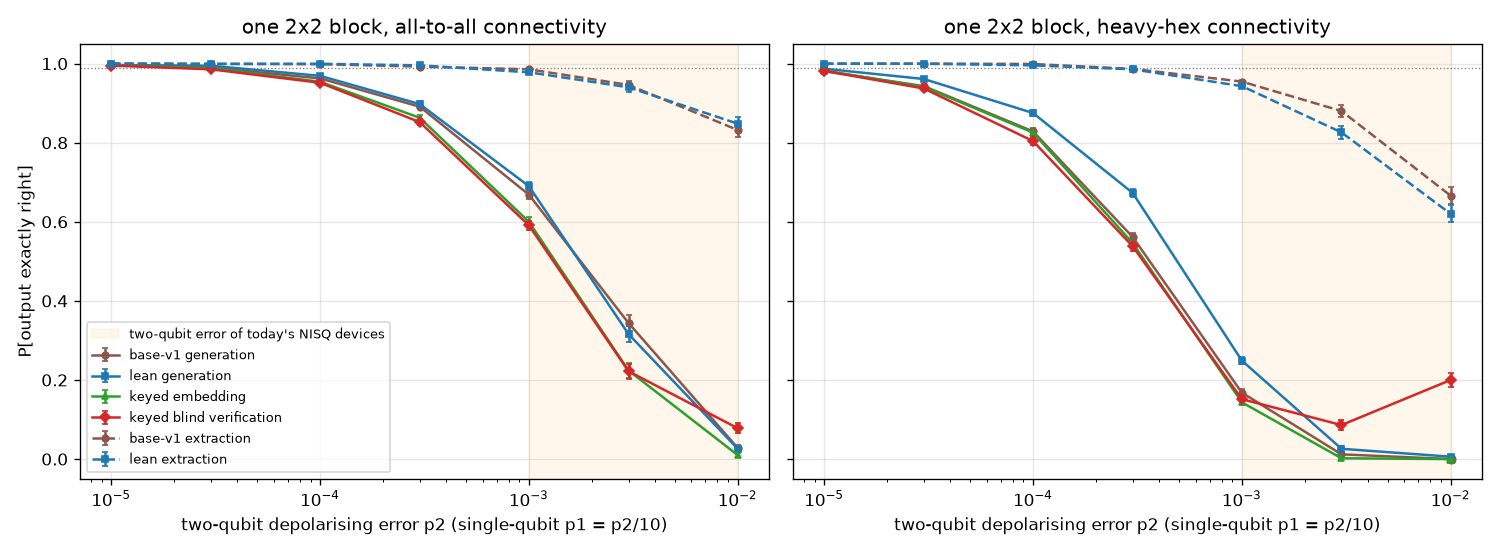 one 2x2 block, all-to-all connectivity
one 2x2 block, heavy-hex connectivity
P[output exactly right]
1.0
0.8
0.6
0.4
0.2
0.0
two-qubit error of today's NISQ devices
base-v1 generation
lean generation
keyed embedding
keyed blind verification
base-v1 extraction
lean extraction
10⁻⁵
10⁻⁴
10⁻³
10⁻²
10⁻⁵
10⁻⁴
10⁻³
10⁻²
two-qubit depolarising error p2 (single-qubit p1 = p2/10)
two-qubit depolarising error p2 (single-qubit p1 = p2/10)